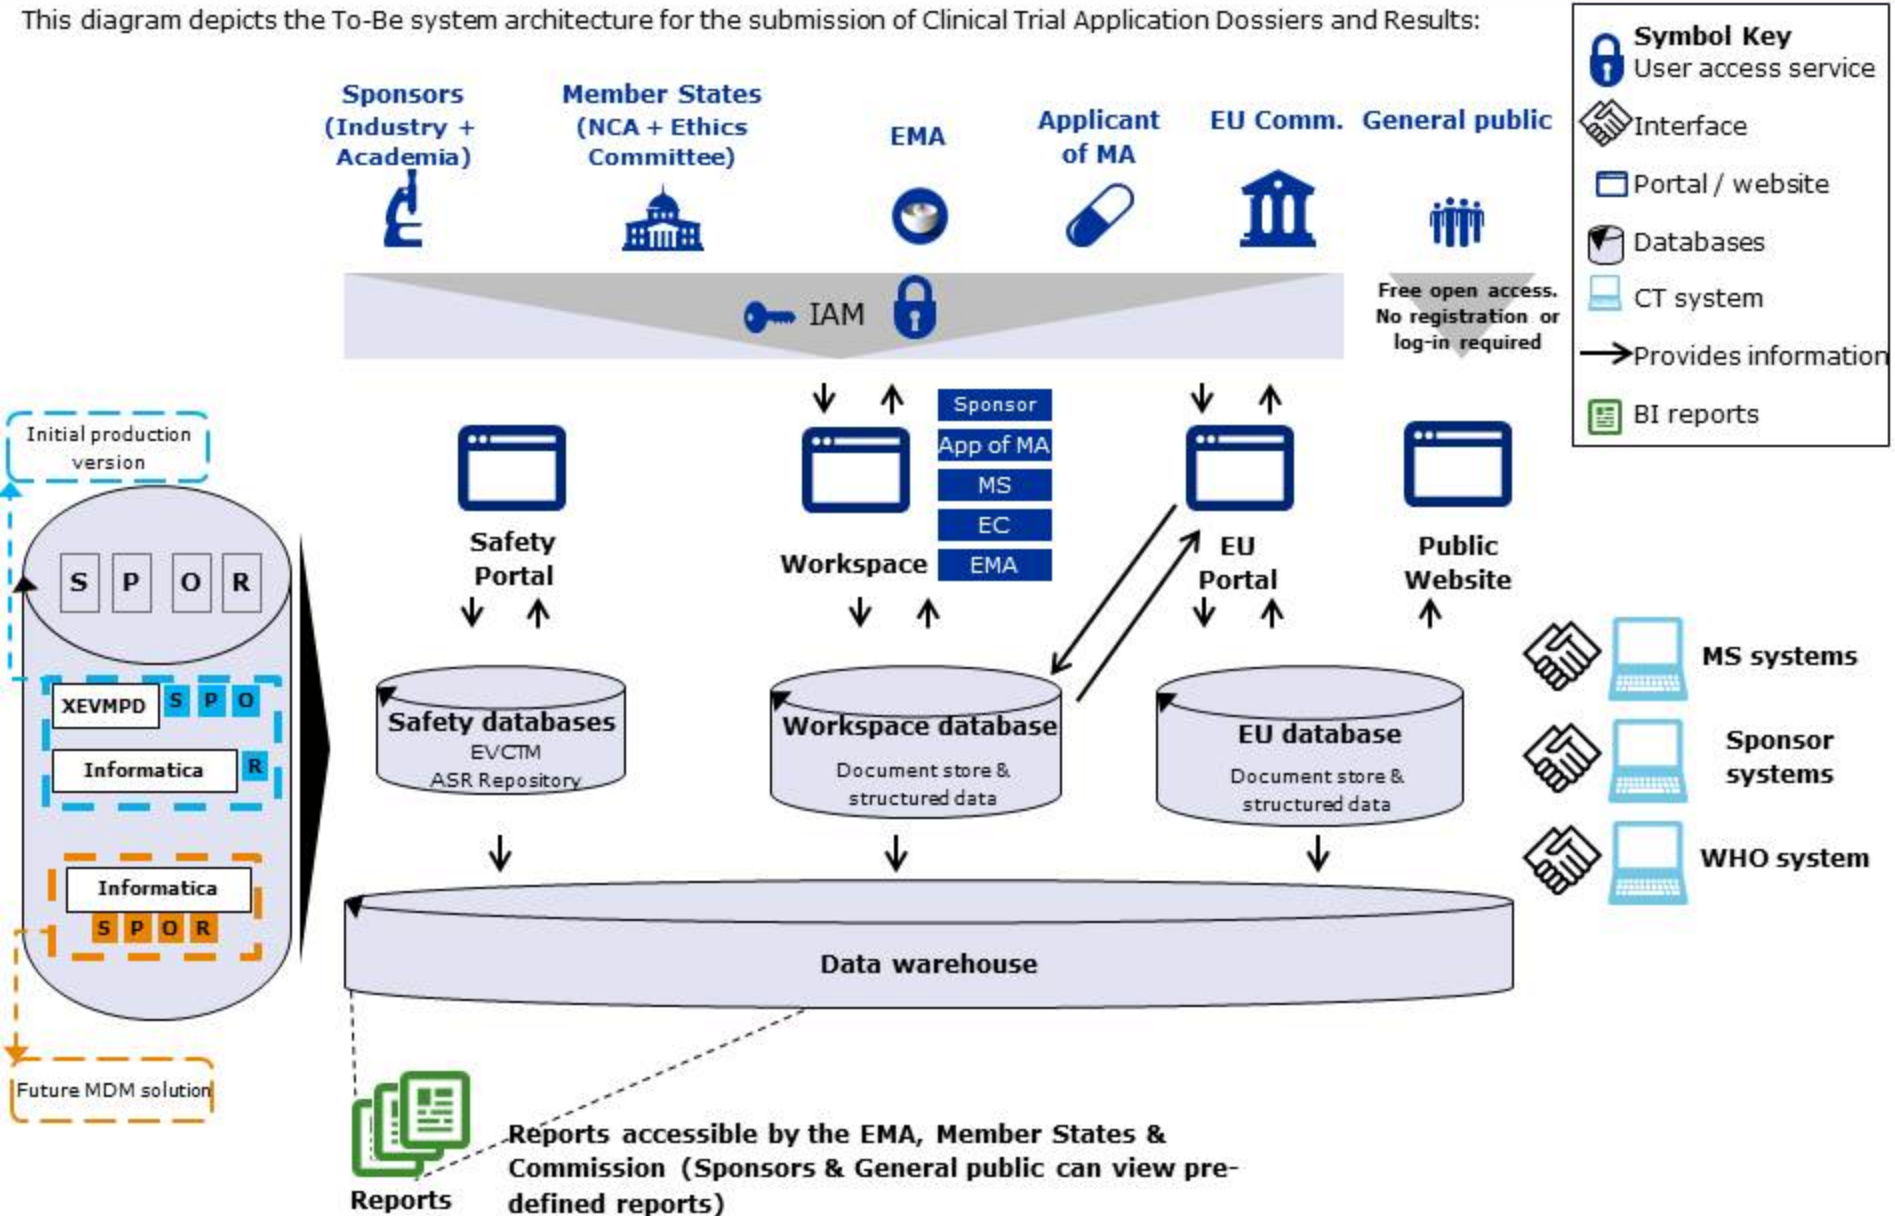 This diagram depicts the To-Be system architecture for the submission of Clinical Trial Application Dossiers and Results:
Symbol Key
User access service
Interface
Portal / website
Databases
CT system
Provides information
BI reports
Sponsors
(Industry +
Academia)
Member States
(NCA + Ethics
Committee)
EMA
Applicant
of MA
EU Comm.
General public
IAM
Free open access.
No registration or
log-in required
Initial production
version
S P O R
XEVMPD S P O
Informatica R
Informatica
S P O R
Future MDM solution
Safety
Portal
Workspace
Sponsor
App of MA
MS
EC
EMA
EU
Portal
Public
Website
Safety databases
EVCTM
ASR Repository
Workspace database
Document store &
structured data
EU database
Document store &
structured data
MS systems
Sponsor
systems
WHO system
Data warehouse
Reports
Reports accessible by the EMA, Member States &
Commission (Sponsors & General public can view pre-
defined reports)